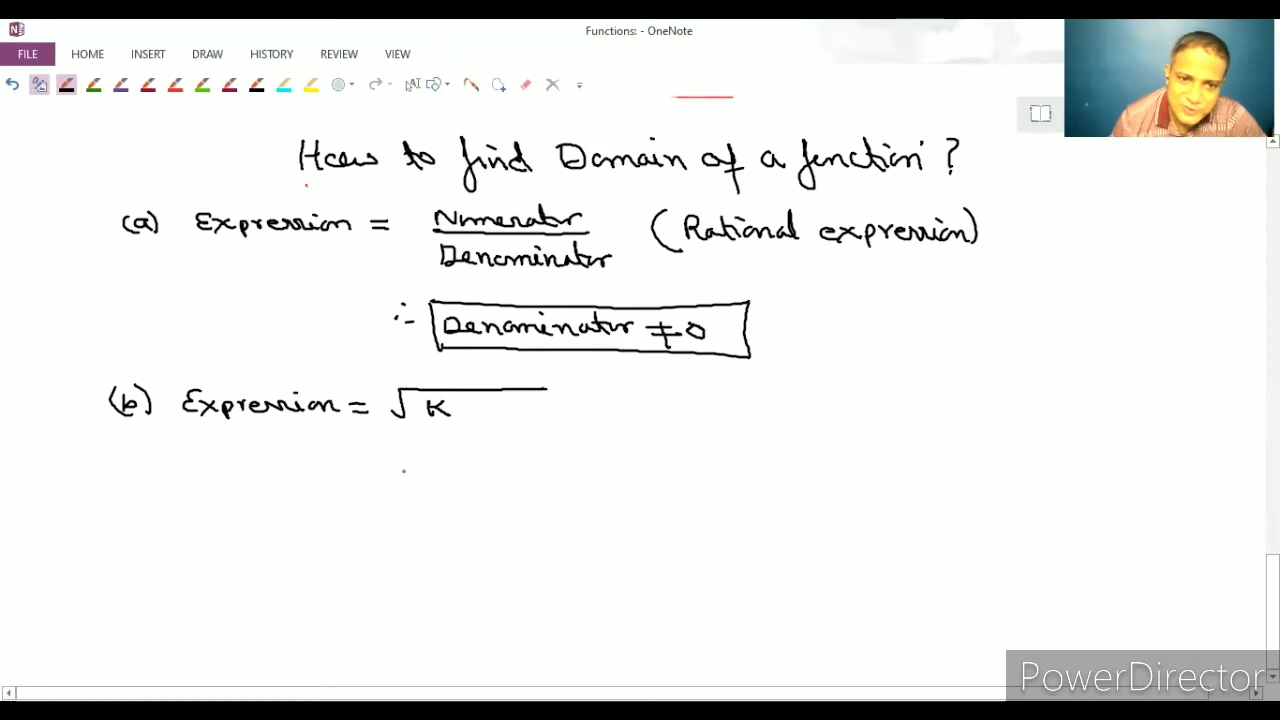 Functions: - OneNote
FILE HOME INSERT DRAW HISTORY REVIEW VIEW
How to find Domain of a function ?
(a) Expression = Numerator / Denominator (Rational expression)
∴ Denominator ≠ 0
(b) Expression = √K
PowerDirector